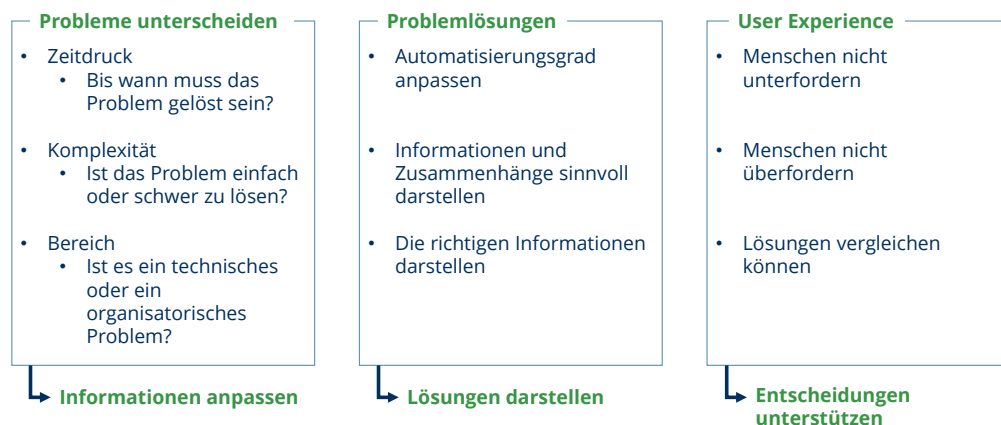 Probleme unterscheiden
• Zeitdruck
• Bis wann muss das
Problem gelöst sein?
• Komplexität
• Ist das Problem einfach
oder schwer zu lösen?
• Bereich
• Ist es ein technisches
oder ein
organisatorisches
Problem?
Informationen anpassen
Problemlösungen
• Automatisierungsgrad
anpassen
• Informationen und
Zusammenhänge sinnvoll
darstellen
• Die richtigen Informationen
darstellen
Lösungen darstellen
User Experience
• Menschen nicht
unterfordern
• Menschen nicht
überfordern
• Lösungen vergleichen
können
Entscheidungen
unterstützen